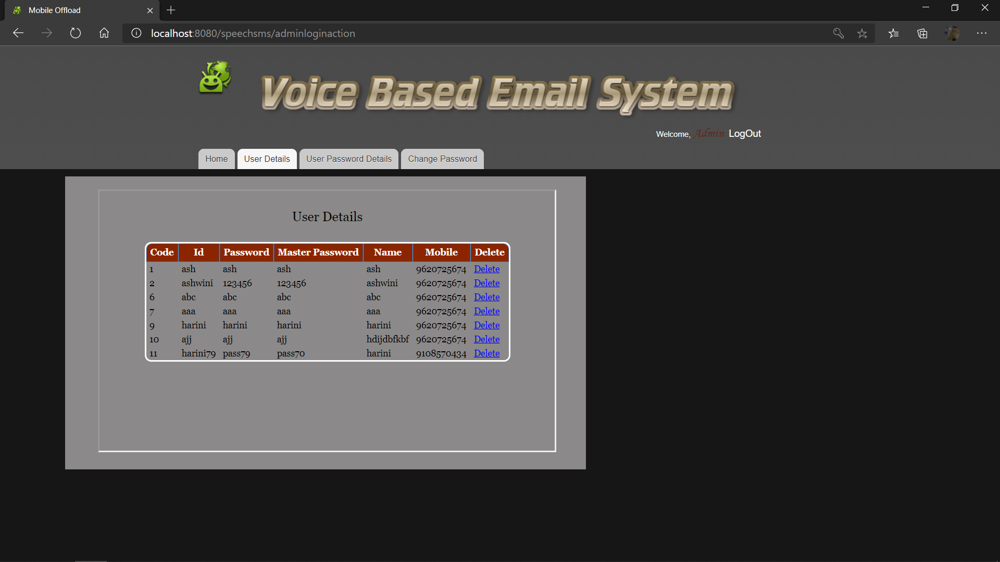 Mobile Offload
localhost:8080/speechsms/adminloginaction
Voice Based Email System
Welcome, Admin LogOut
Home User Details User Password Details Change Password
User Details
Code Id Password Master Password Name Mobile Delete
1 ash ash ash ash 9620725674 Delete
2 ashwini 123456 123456 ashwini 9620725674 Delete
6 abc abc abc abc 9620725674 Delete
7 aaa aaa aaa aaa 9620725674 Delete
9 harini harini harini harini 9620725674 Delete
10 ajj ajj ajj hdijdbfkbf 9620725674 Delete
11 harini79 pass79 pass70 harini 9108570434 Delete